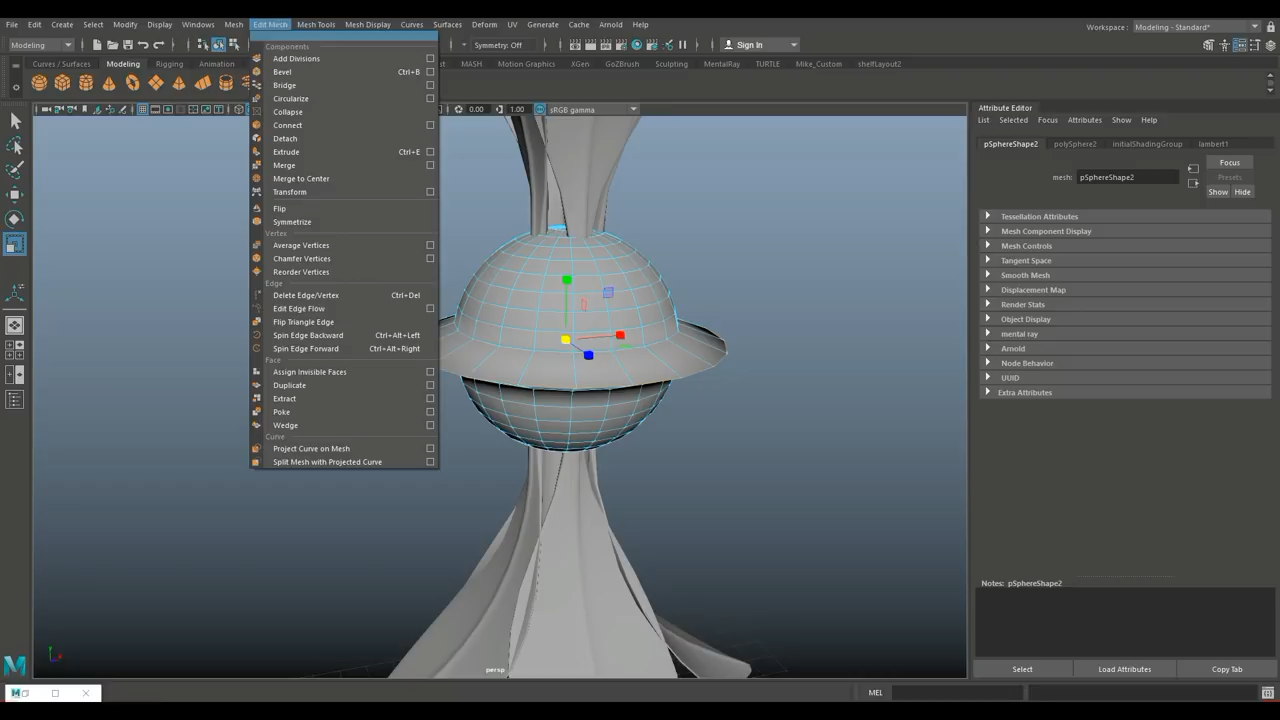 File Edit Create Select Modify Display Windows Mesh Edit Mesh Mesh Tools Mesh Display Curves Surfaces Deform UV Generate Cache Arnold Help
Workspace: Modeling - Standard*
Modeling
Symmetry: Off
Sign In
Curves / Surfaces Modeling Rigging Animation
MASH Motion Graphics XGen GoZBrush Sculpting MentalRay TURTLE Mike_Custom shelfLayout2
0.00 1.00 sRGB gamma
Components
Add Divisions
Bevel Ctrl+B
Bridge
Circularize
Collapse
Connect
Detach
Extrude Ctrl+E
Merge
Merge to Center
Transform
Flip
Symmetrize
Vertex
Average Vertices
Chamfer Vertices
Reorder Vertices
Edge
Delete Edge/Vertex Ctrl+Del
Edit Edge Flow
Flip Triangle Edge
Spin Edge Backward Ctrl+Alt+Left
Spin Edge Forward Ctrl+Alt+Right
Face
Assign Invisible Faces
Duplicate
Extract
Poke
Wedge
Curve
Project Curve on Mesh
Split Mesh with Projected Curve
persp
Attribute Editor
List Selected Focus Attributes Show Help
pSphereShape2 polySphere2 initialShadingGroup lambert1
Focus
mesh: pSphereShape2
Presets
Show Hide
Tessellation Attributes
Mesh Component Display
Mesh Controls
Tangent Space
Smooth Mesh
Displacement Map
Render Stats
Object Display
mental ray
Arnold
Node Behavior
UUID
Extra Attributes
Notes: pSphereShape2
Select Load Attributes Copy Tab
MEL